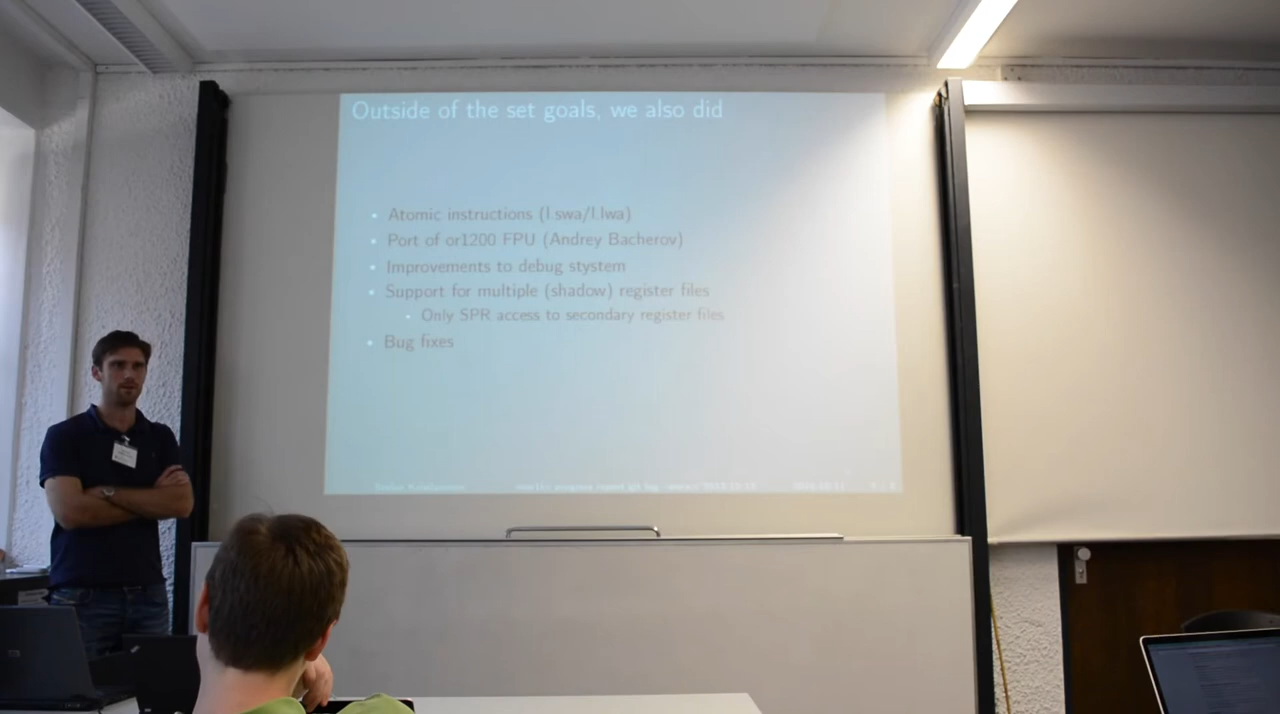 Outside of the set goals, we also did
Atomic instructions (l.swa/l.lwa)
Port of or1200 FPU (Andrey Bacherov)
Improvements to debug stystem
Support for multiple (shadow) register files
Only SPR access to secondary register files
Bug fixes